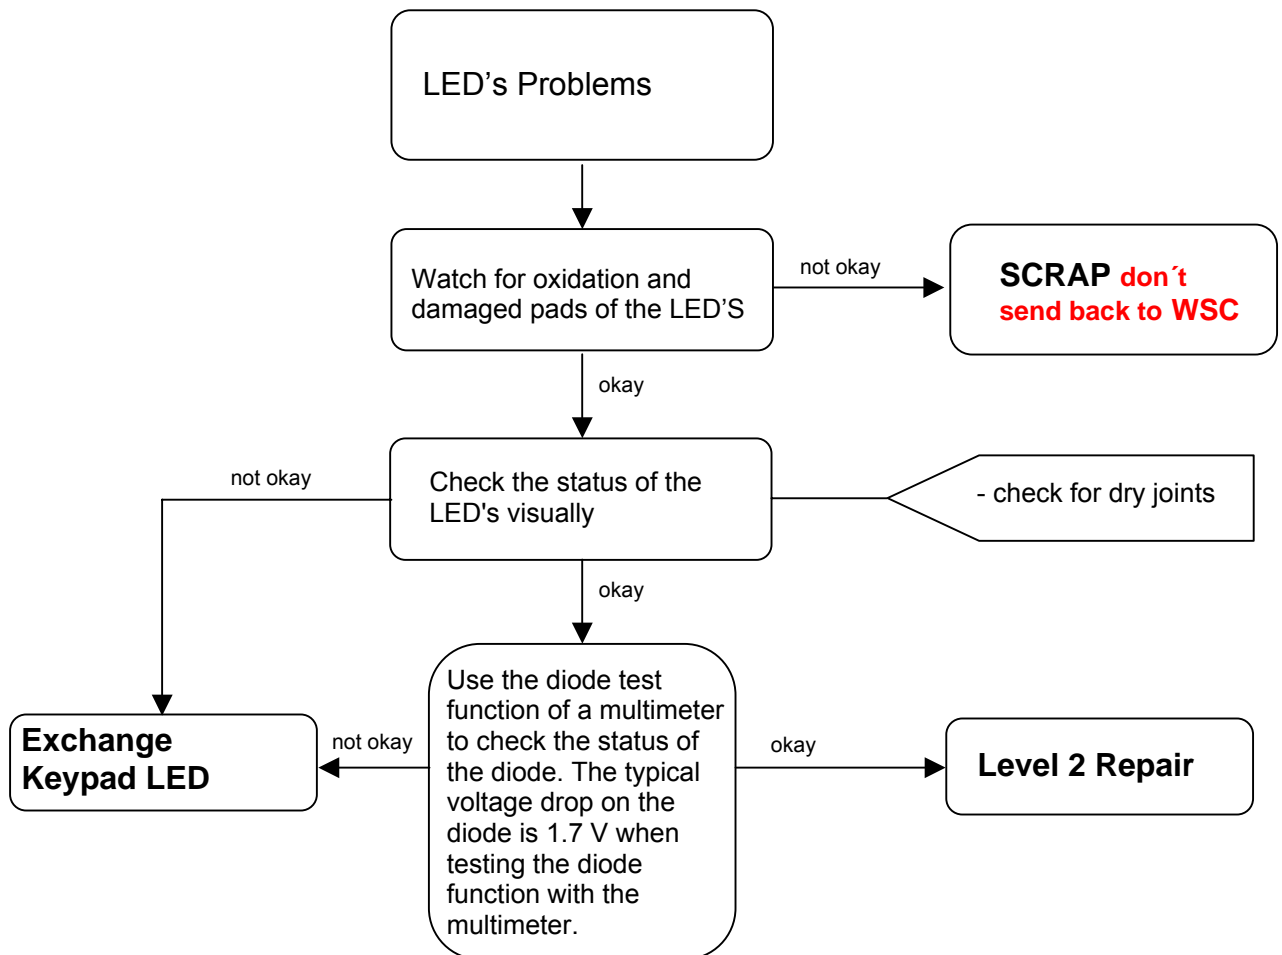 LED’s Problems
Watch for oxidation and
damaged pads of the LED’S
not okay
SCRAP don´t
send back to WSC
okay
Check the status of the
LED's visually
not okay
- check for dry joints
okay
Use the diode test
function of a multimeter
to check the status of
the diode. The typical
voltage drop on the
diode is 1.7 V when
testing the diode
function with the
multimeter.
not okay
Exchange
Keypad LED
okay
Level 2 Repair